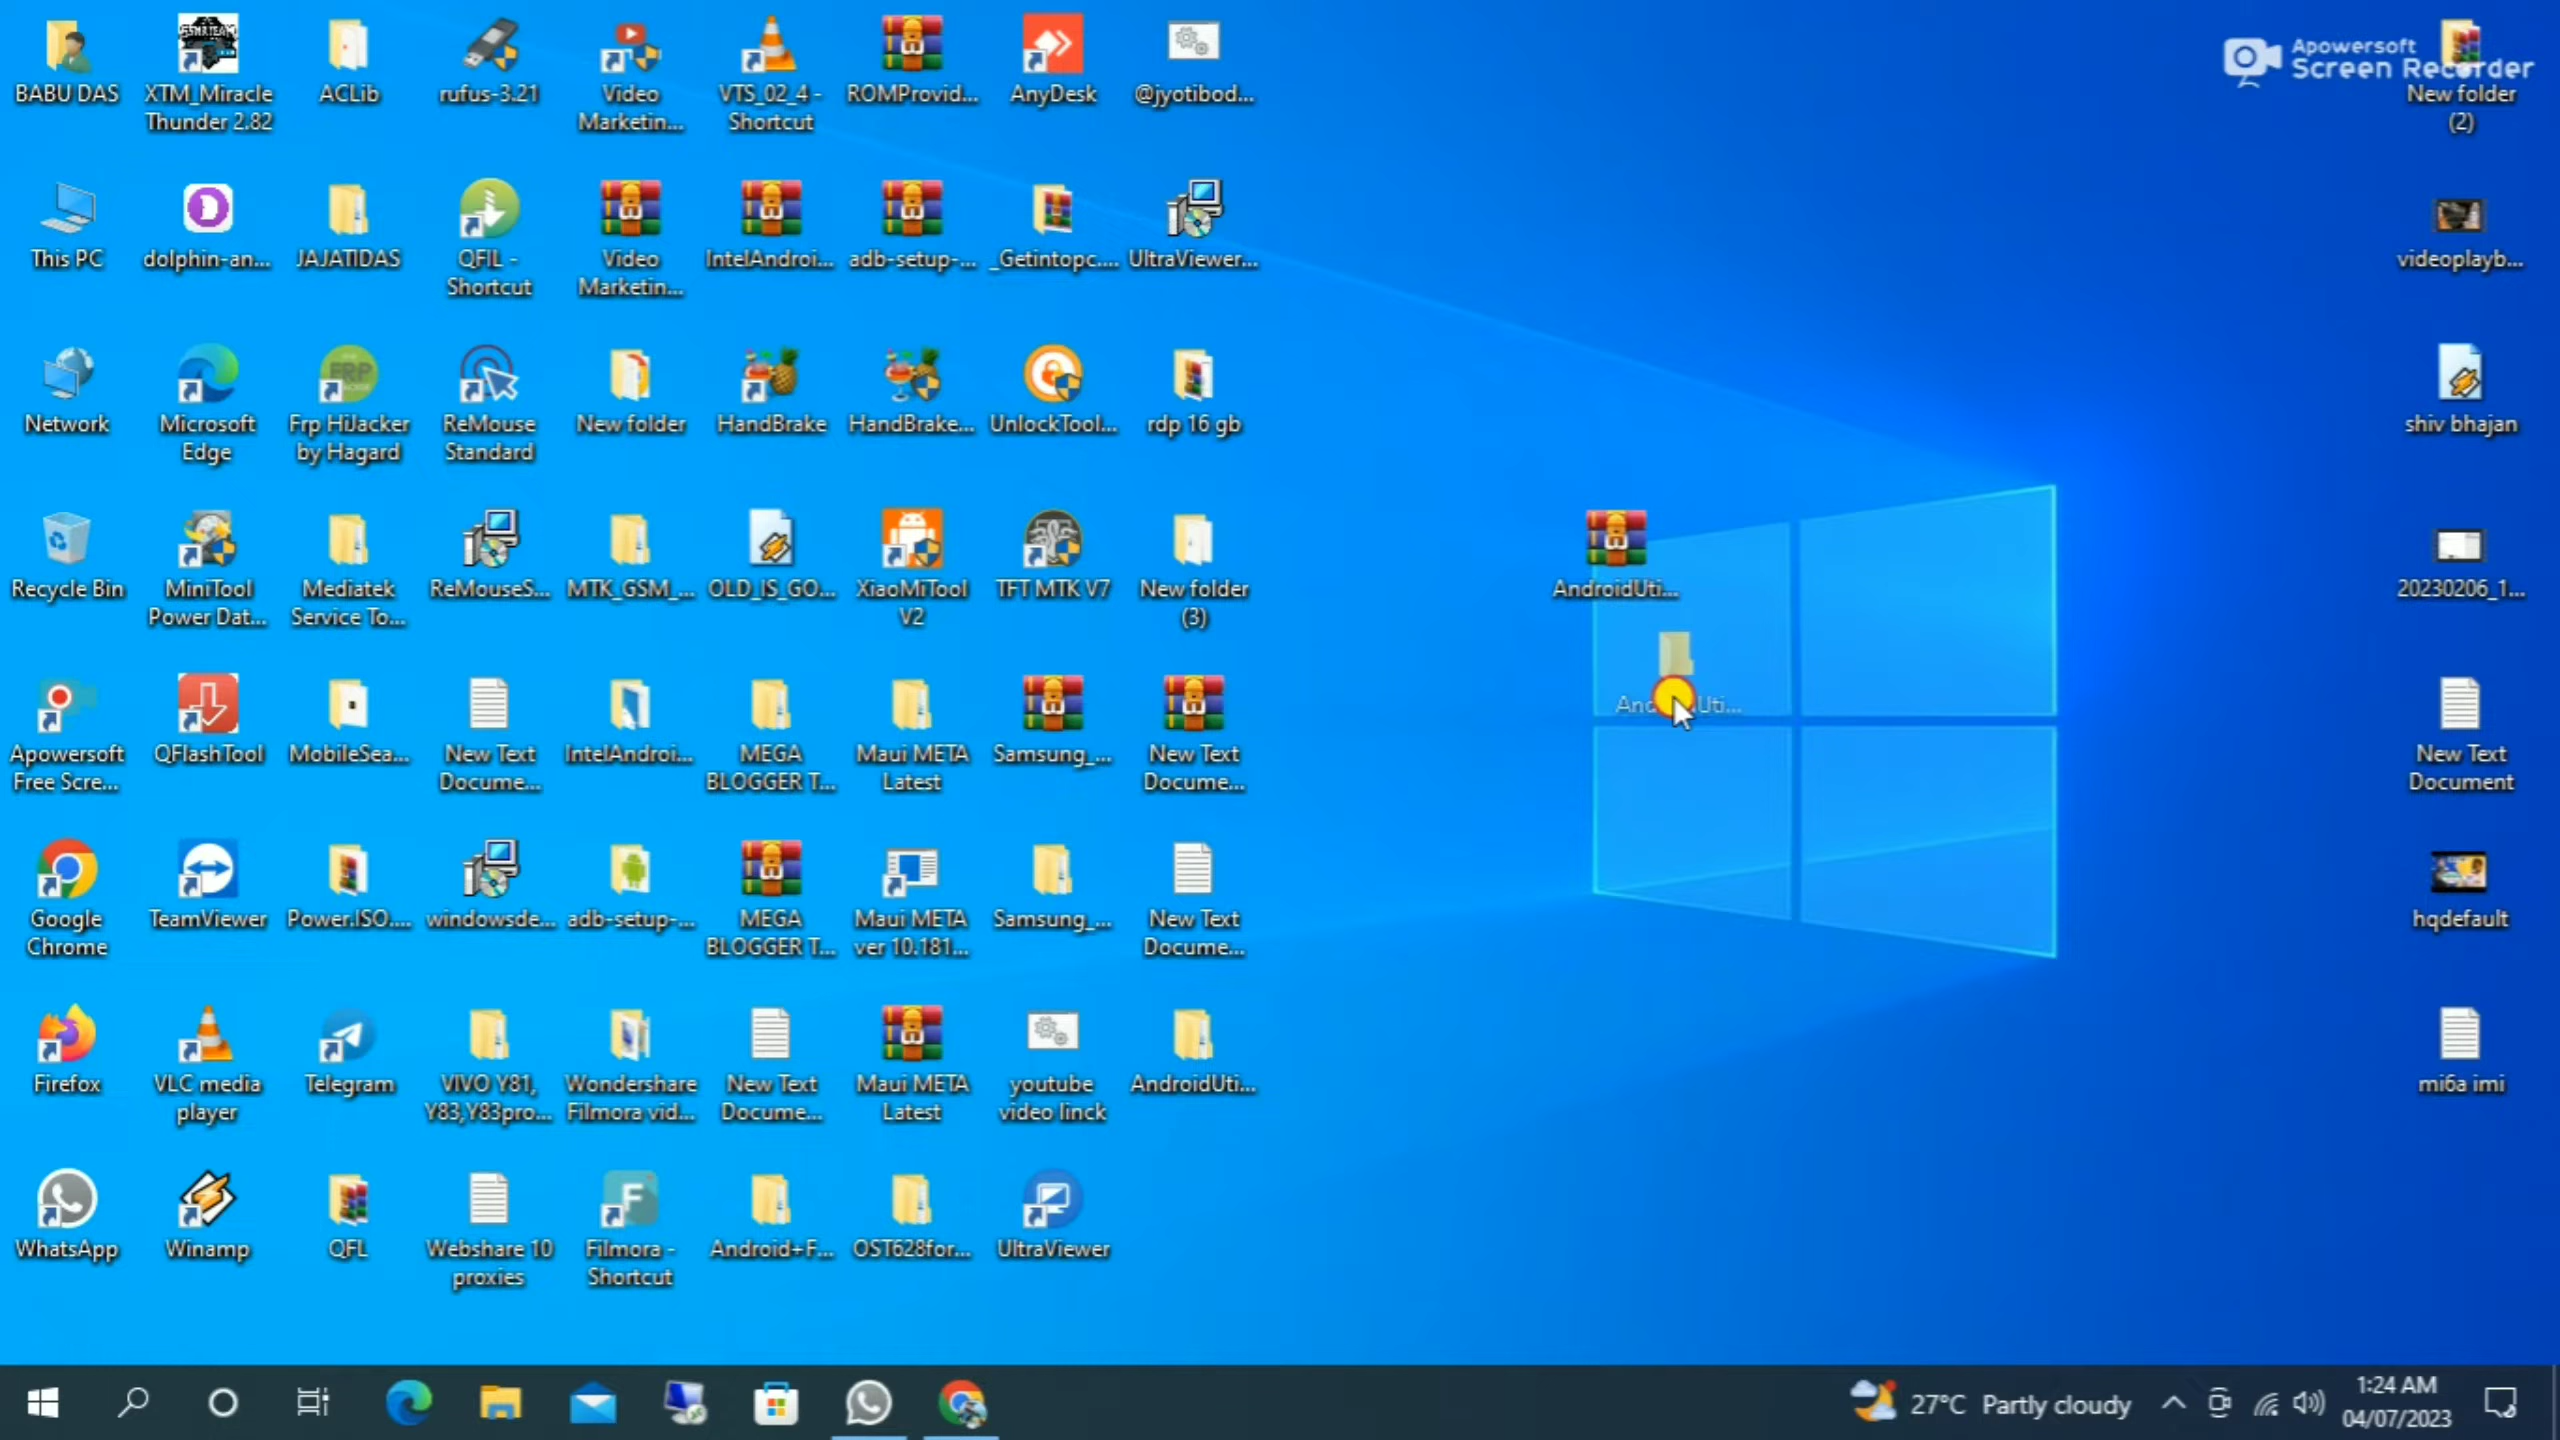 Apowersoft
Screen Recorder
BABU DAS
XTM_Miracle
Thunder 2.82
ACLib
rufus-3.21
Video
Marketin...
VTS_02_4 -
Shortcut
ROMProvid...
AnyDesk
@jyotibod...
New folder
(2)
This PC
dolphin-an...
JAJATIDAS
QFIL -
Shortcut
Video
Marketin...
IntelAndroi...
adb-setup-...
_Getintopc....
UltraViewer...
videoplayb...
Network
Microsoft
Edge
Frp HiJacker
by Hagard
ReMouse
Standard
New folder
HandBrake
HandBrake...
UnlockTool...
rdp 16 gb
shiv bhajan
Recycle Bin
MiniTool
Power Dat...
Mediatek
Service To...
ReMouseS...
MTK_GSM_...
OLD_IS_GO...
XiaoMiTool
V2
TFT MTK V7
New folder
(3)
AndroidUti...
20230206_1...
Apowersoft
Free Scre...
QFlashTool
MobileSea...
New Text
Docume...
IntelAndroi...
MEGA
BLOGGER T...
Maui META
Latest
Samsung_...
New Text
Docume...
New Text
Document
Google
Chrome
TeamViewer
Power.ISO....
windowsde...
adb-setup-...
MEGA
BLOGGER T...
Maui META
ver 10.181...
Samsung_...
New Text
Docume...
hqdefault
Firefox
VLC media
player
Telegram
VIVO Y81,
Y83,Y83pro...
Wondershare
Filmora vid...
New Text
Docume...
Maui META
Latest
youtube
video linck
AndroidUti...
mi6a imi
WhatsApp
Winamp
QFL
Webshare 10
proxies
Filmora -
Shortcut
Android+F...
OST628for...
UltraViewer
27°C Partly cloudy
1:24 AM
04/07/2023